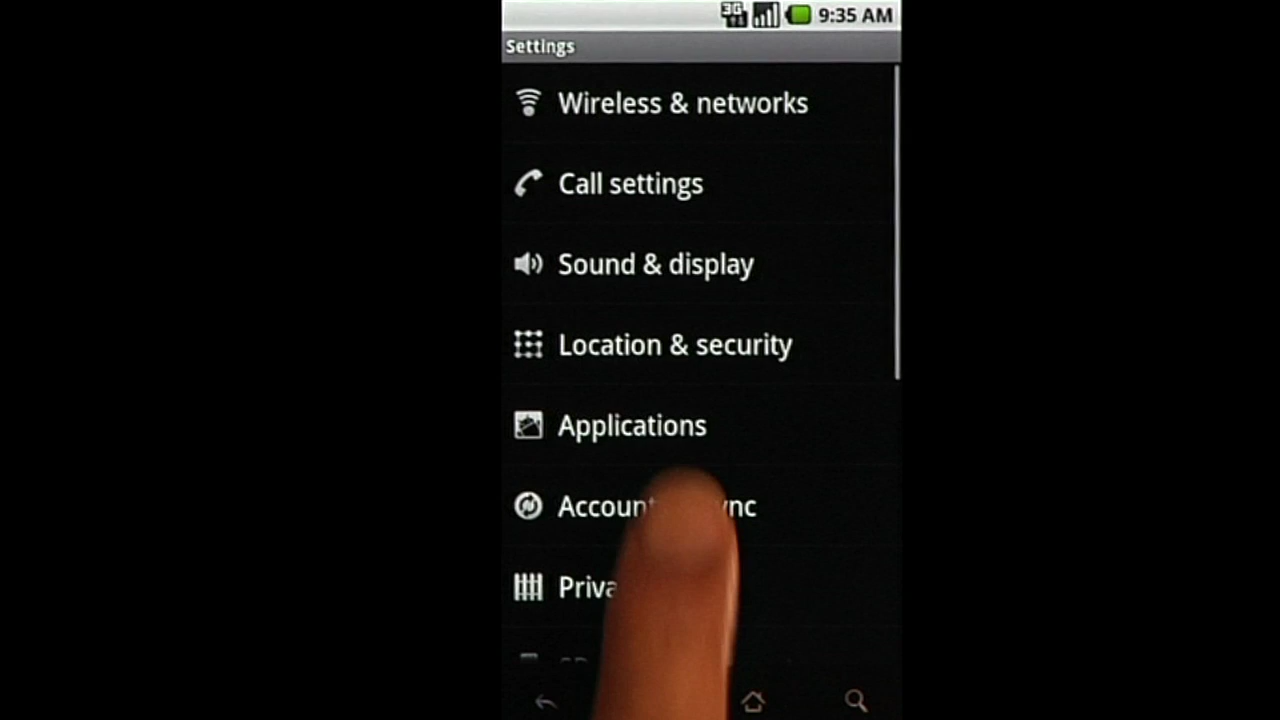 3G
9:35 AM
Settings
Wireless & networks
Call settings
Sound & display
Location & security
Applications